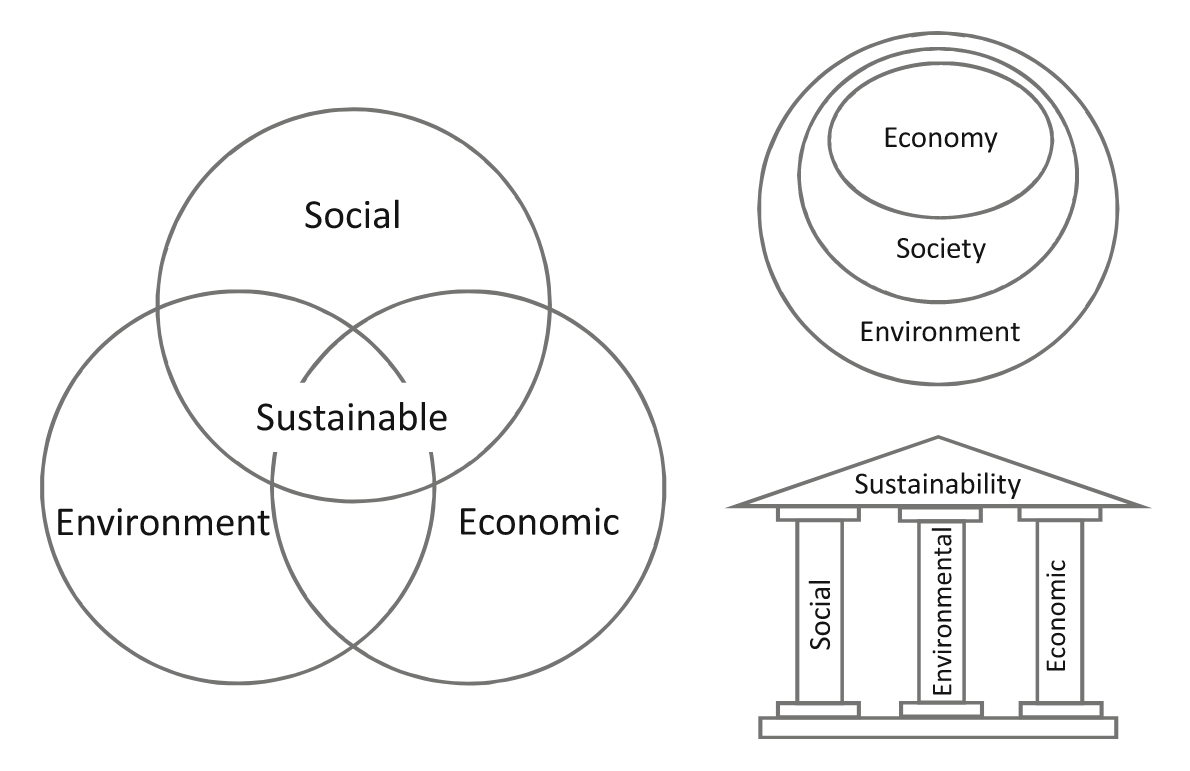 Social
Sustainable
Environment
Economic
Economy
Society
Environment
Sustainability
Social
Environmental
Economic